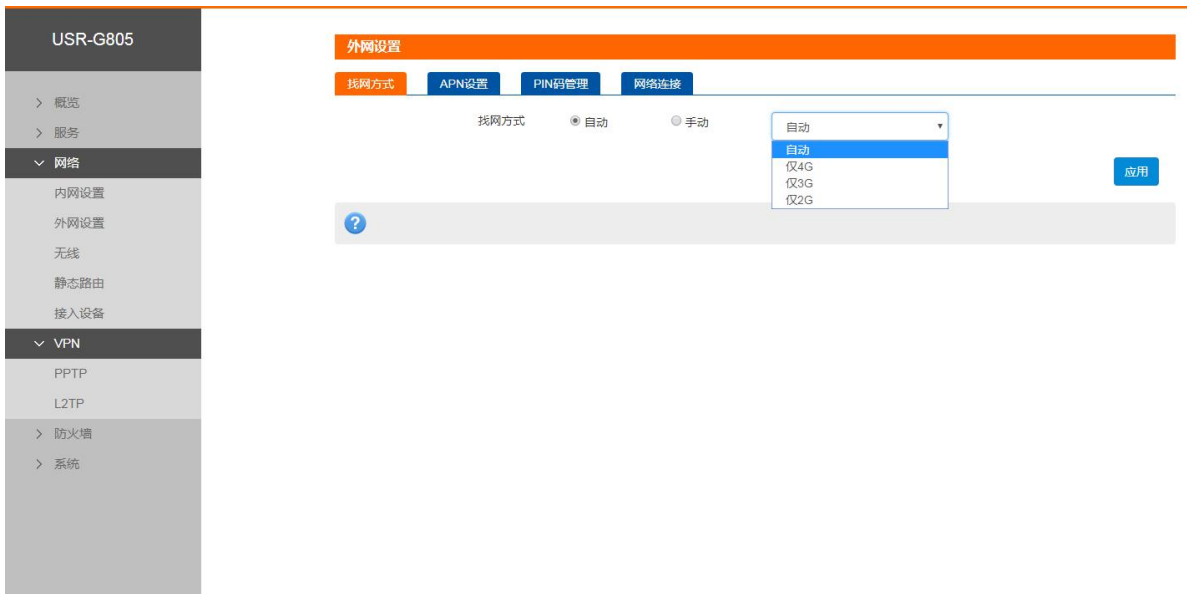 USR-G805
概览
服务
网络
内网设置
外网设置
无线
静态路由
接入设备
VPN
PPTP
L2TP
防火墙
系统
外网设置
找网方式 APN设置 PIN码管理 网络连接
找网方式 自动 手动 自动
自动
仅4G
仅3G
仅2G
应用
?